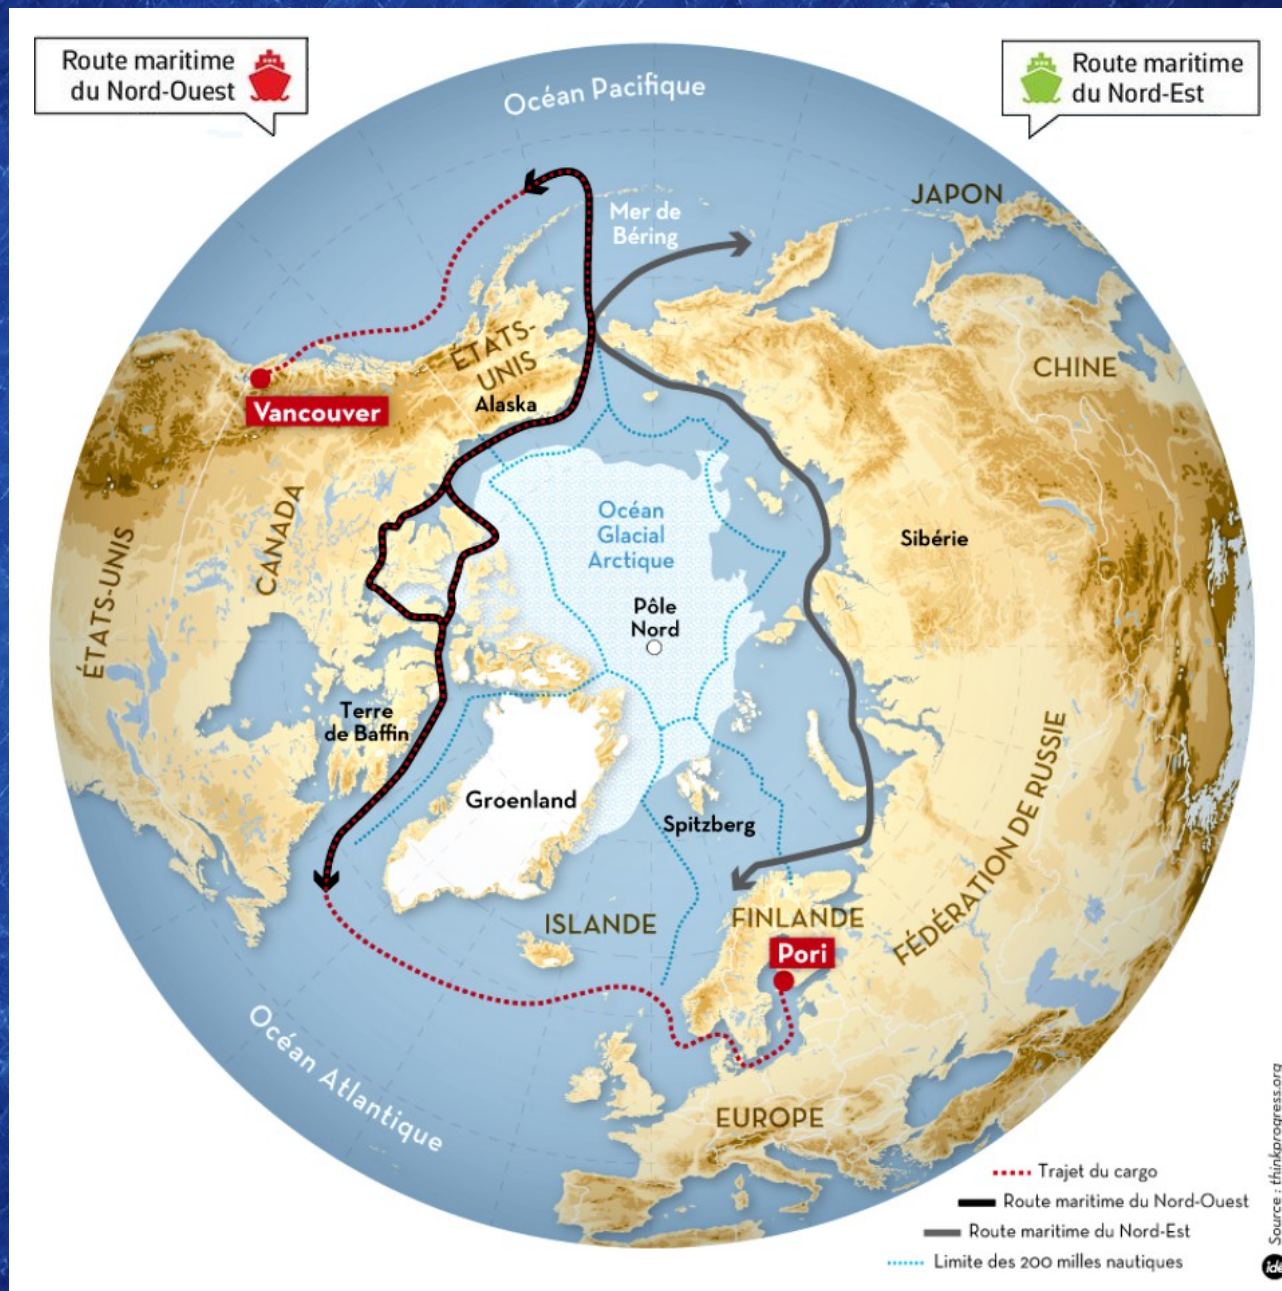 Route maritime
du Nord-Ouest
Route maritime
du Nord-Est
Océan Pacifique
JAPON
Mer de
Béring
CHINE
ÉTATS-
UNIS
Alaska
Vancouver
Océan
Glacial
Arctique
Sibérie
CANADA
ÉTATS-UNIS
Pôle
Nord
Terre
de Baffin
Groenland
Spitzberg
FÉDÉRATION DE RUSSIE
ISLANDE
FINLANDE
Pori
Océan Atlantique
EUROPE
Trajet du cargo
Route maritime du Nord-Ouest
Route maritime du Nord-Est
Limite des 200 milles nautiques
Source : thinkprogress.org
idé